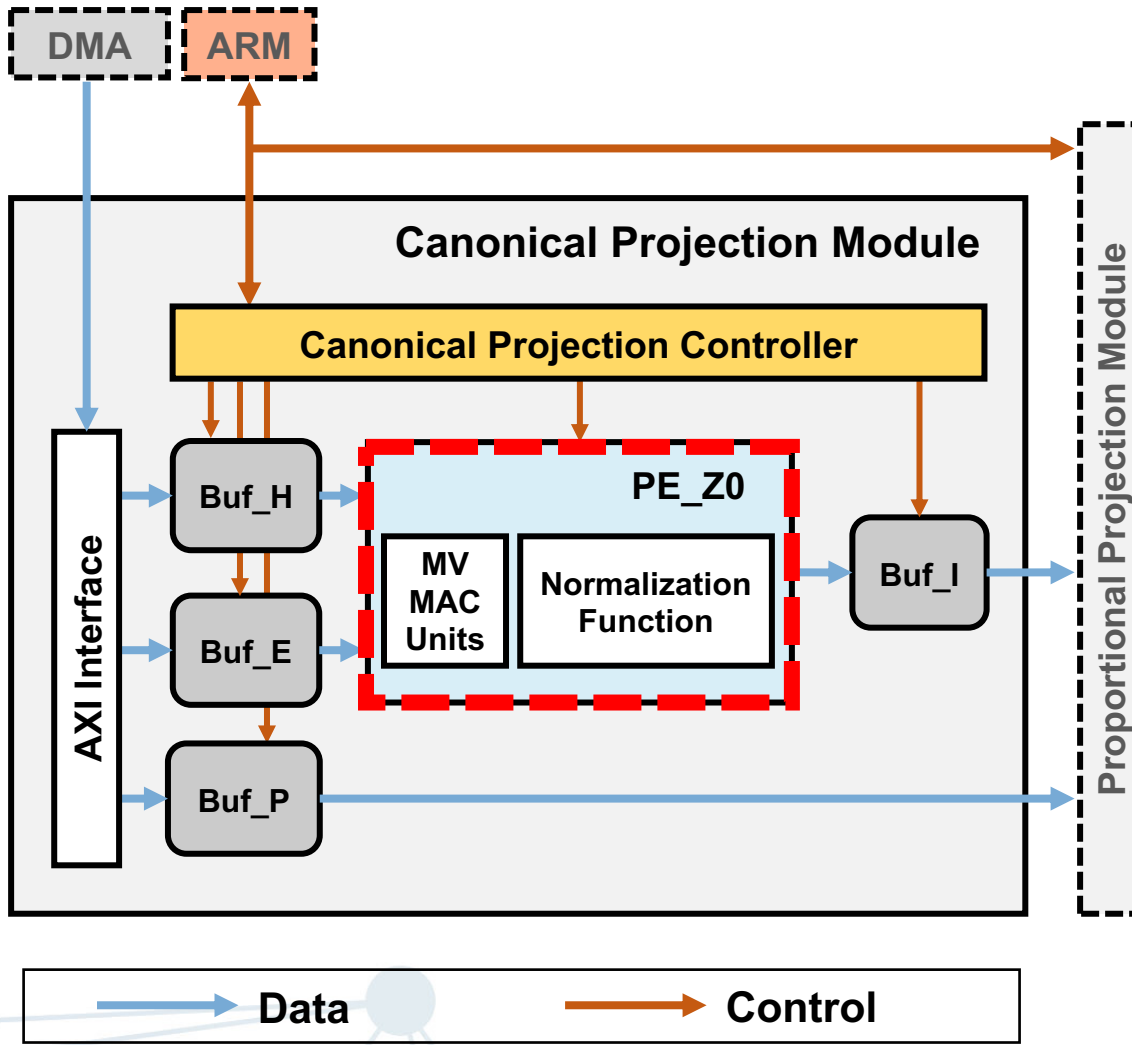 DMA
ARM
Canonical Projection Module
Canonical Projection Controller
AXI Interface
Buf_H
Buf_E
Buf_P
PE_Z0
MV
MAC
Units
Normalization
Function
Buf_I
Proportional Projection Module
Data
Control